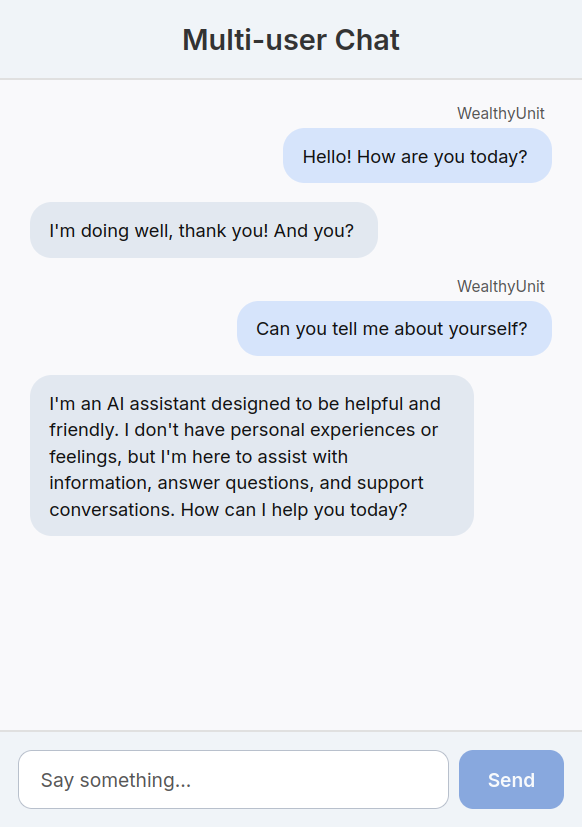 Multi-user Chat
WealthyUnit
Hello! How are you today?
I'm doing well, thank you! And you?
WealthyUnit
Can you tell me about yourself?
I'm an AI assistant designed to be helpful and
friendly. I don't have personal experiences or
feelings, but I'm here to assist with
information, answer questions, and support
conversations. How can I help you today?
Say something...
Send